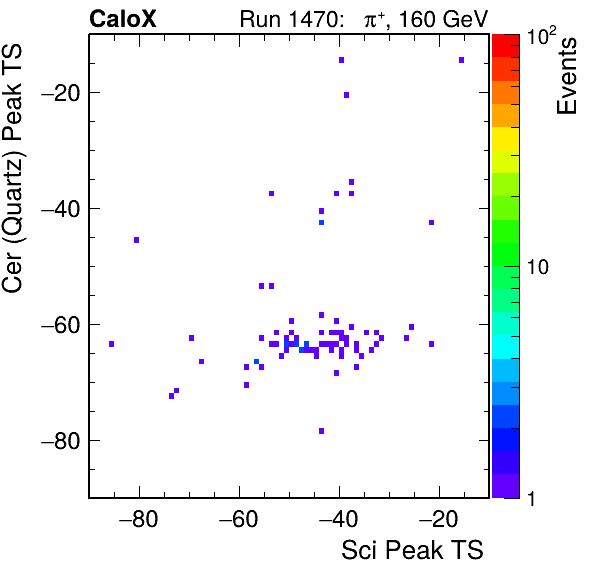 CaloX Run 1470: π⁺, 160 GeV
Cer (Quartz) Peak TS
−20
−40
−60
−80
−80 −60 −40 −20
Sci Peak TS
10²
10
1
Events